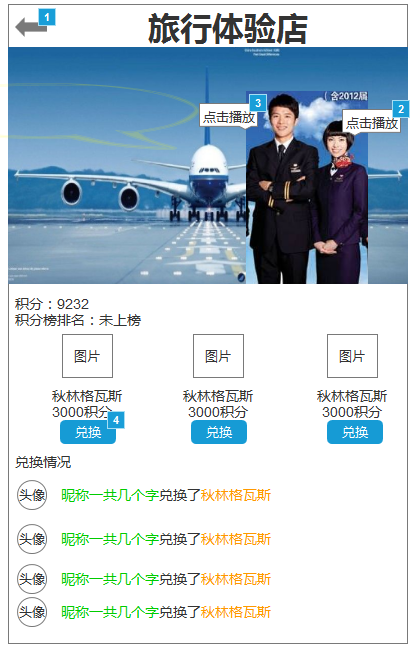 1
旅行体验店
(含2012届
点击播放
3
点击播放
2
积分：9232
积分榜排名：未上榜
图片 图片 图片
秋林格瓦斯 秋林格瓦斯 秋林格瓦斯
3000积分 3000积分 3000积分
4
兑换 兑换 兑换
兑换情况
头像 昵称一共几个字兑换了秋林格瓦斯
头像 昵称一共几个字兑换了秋林格瓦斯
头像 昵称一共几个字兑换了秋林格瓦斯
头像 昵称一共几个字兑换了秋林格瓦斯